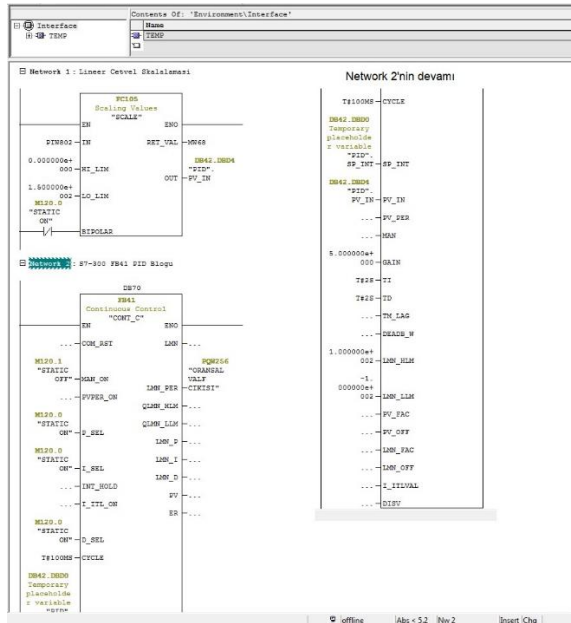 Contents Of: 'Environment\Interface'
Interface
Name
TEMP
TEMP
Network 1 : Lineer Cetvel Skalalamasi
FC105
Scaling Values
"SCALE"
EN
ENO
PIW802
IN
RET_VAL
MW68
0.000000e+
000
HI_LIM
DB42.DBD4
"PID".
OUT
PV_IN
1.500000e+
002
LO_LIM
M120.0
"STATIC
ON"
BIPOLAR
Network 2 : S7-300 FB41 PID Blogu
DB70
FB41
Continuous Control
"CONT_C"
EN
ENO
... COM_RST
LMN ...
M120.1
"STATIC
OFF"
MAN_ON
PQW256
"ORANSAL
VALF
CIKISI"
LMN_PER
... PVPER_ON
QLMN_HLM ...
M120.0
"STATIC
ON"
P_SEL
QLMN_LLM ...
LMN_P ...
M120.0
"STATIC
ON"
I_SEL
LMN_I ...
LMN_D ...
... INT_HOLD
PV ...
... I_ITL_ON
ER ...
M120.0
"STATIC
ON"
D_SEL
T#100MS
CYCLE
DB42.DBD0
Temporary
placeholde
r variable
"PID"
Network 2'nin devamı
T#100MS
CYCLE
DB42.DBD0
Temporary
placeholde
r variable
"PID".
SP_INT
SP_INT
DB42.DBD4
"PID".
PV_IN
PV_IN
... PV_PER
... MAN
5.000000e+
000
GAIN
T#2S
TI
T#2S
TD
... TM_LAG
... DEADB_W
1.000000e+
002
LMN_HLM
-1.
000000e+
002
LMN_LLM
... PV_FAC
... PV_OFF
... LMN_FAC
... LMN_OFF
... I_ITLVAL
... DISV
offline
Abs < 5.2
Nw 2
Insert
Chg